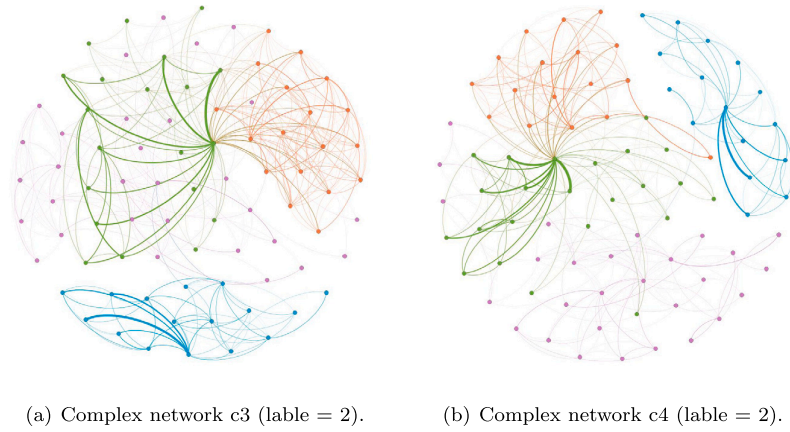 (a) Complex network c3 (lable = 2).
(b) Complex network c4 (lable = 2).